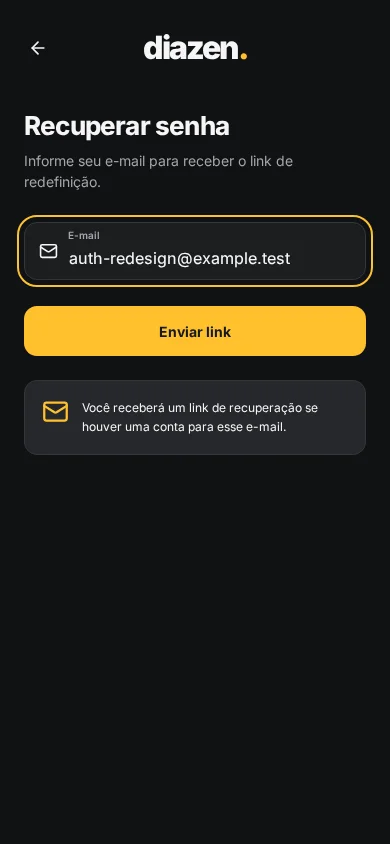 diazen.
Recuperar senha
Informe seu e-mail para receber o link de
redefinição.
E-mail
auth-redesign@example.test
Enviar link
Você receberá um link de recuperação se
houver uma conta para esse e-mail.